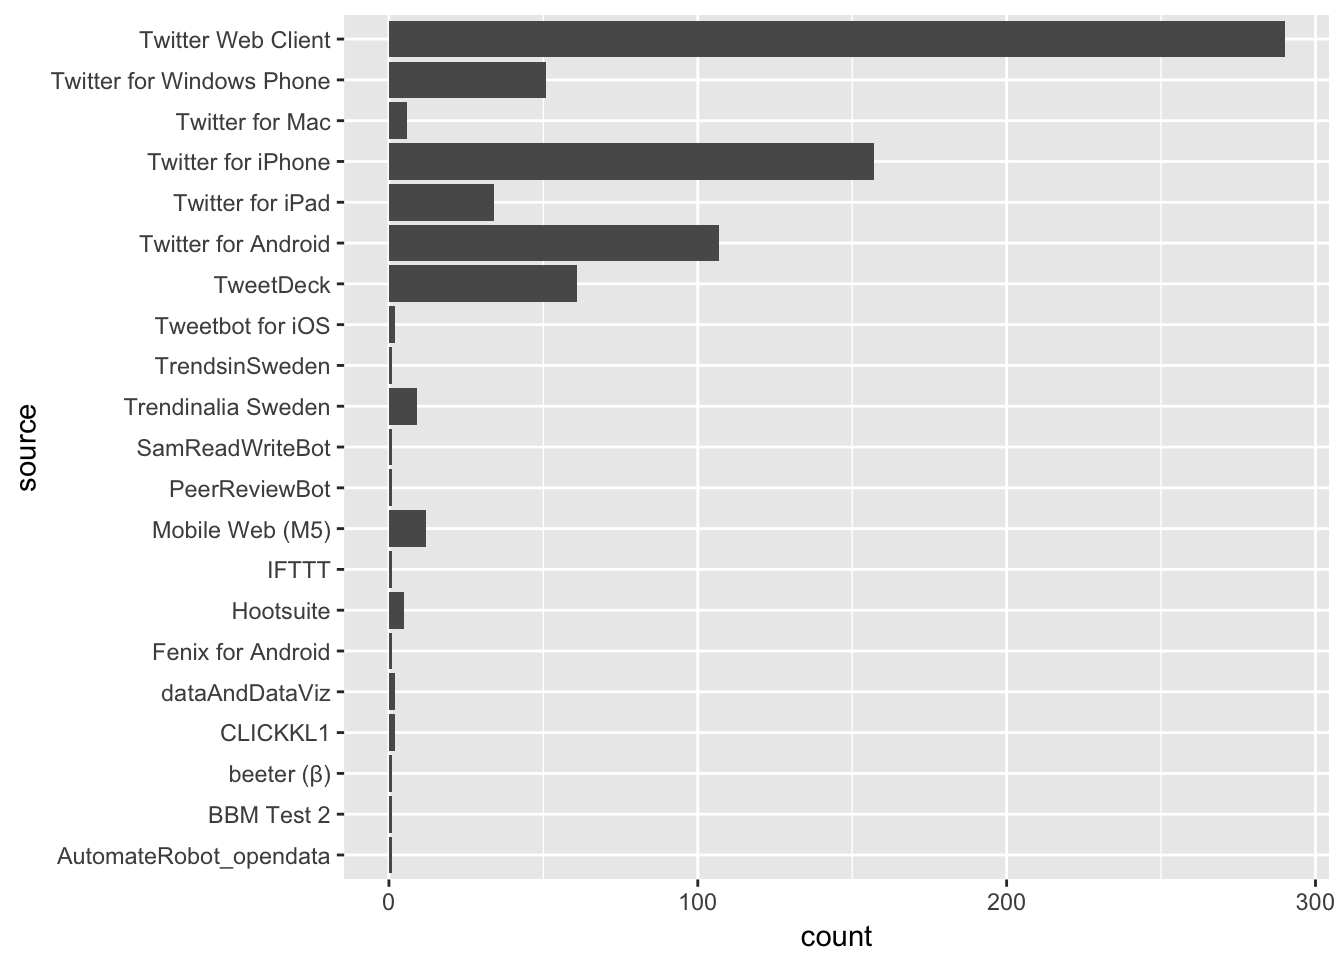 Twitter Web Client
Twitter for Windows Phone
Twitter for Mac
Twitter for iPhone
Twitter for iPad
Twitter for Android
TweetDeck
Tweetbot for iOS
TrendsinSweden
Trendinalia Sweden
SamReadWriteBot
PeerReviewBot
Mobile Web (M5)
IFTTT
Hootsuite
Fenix for Android
dataAndDataViz
CLICKKL1
beeter (β)
BBM Test 2
AutomateRobot_opendata
source
0 100 200 300
count